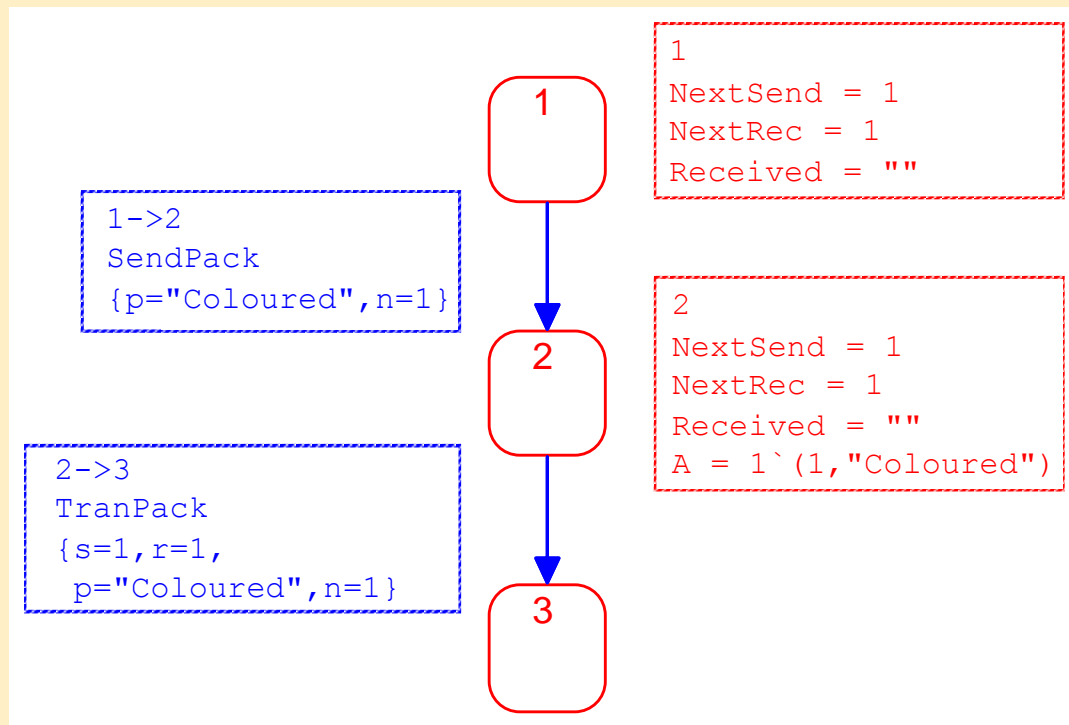 1
1
NextSend = 1
NextRec = 1
Received = ""
1->2
SendPack
{p="Coloured",n=1}
2
2
NextSend = 1
NextRec = 1
Received = ""
A = 1`(1,"Coloured")
2->3
TranPack
{s=1,r=1,
p="Coloured",n=1}
3